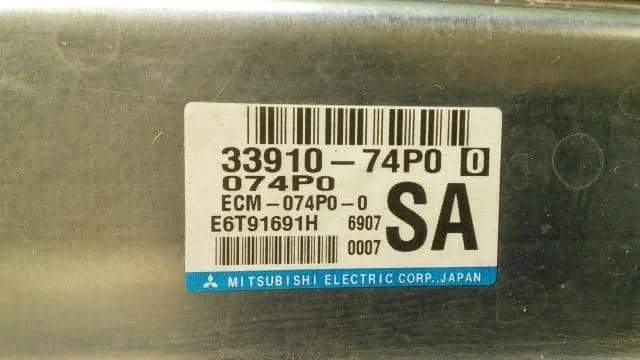 33910-74P0 0
074P0
ECM-074P0-0
E6T91691H 6907
0007
SA
MITSUBISHI ELECTRIC CORP., JAPAN